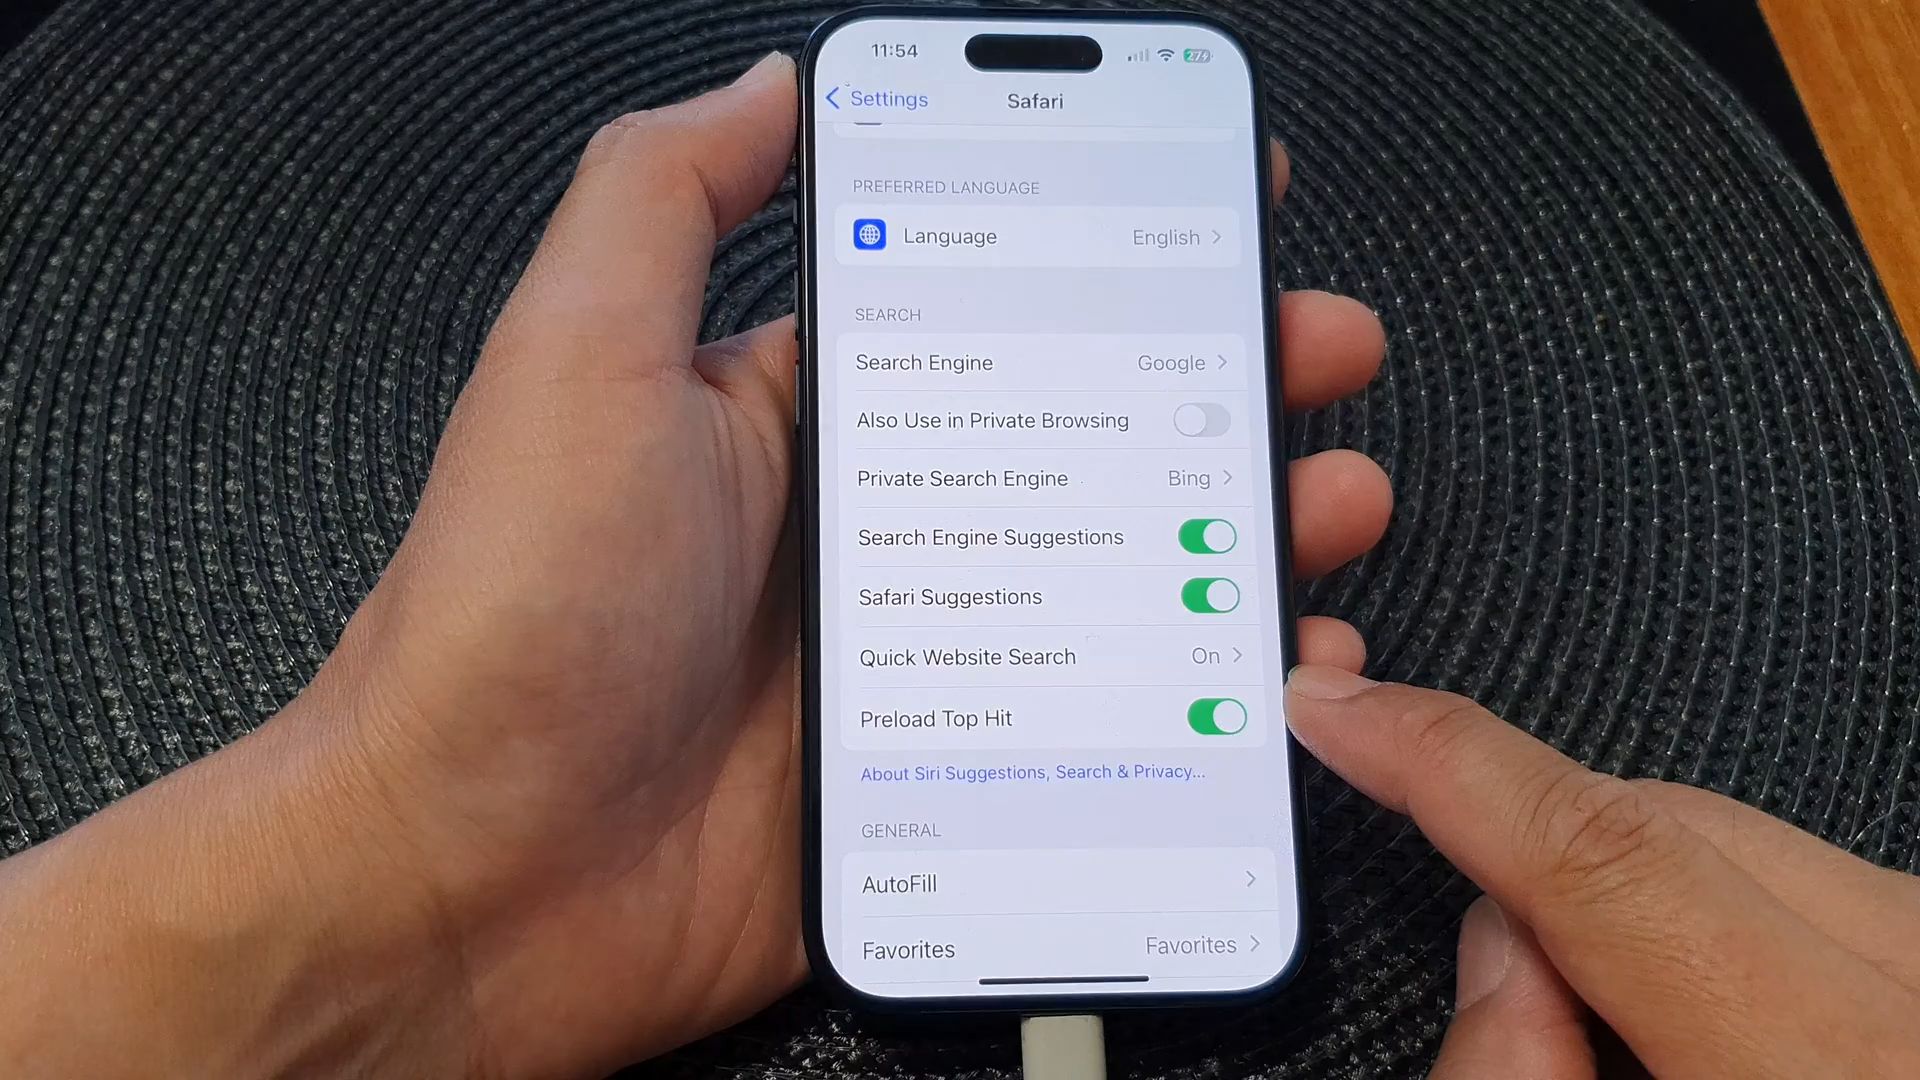 11:54
27
Settings
Safari
PREFERRED LANGUAGE
Language
English
SEARCH
Search Engine
Google
Also Use in Private Browsing
Private Search Engine
Bing
Search Engine Suggestions
Safari Suggestions
Quick Website Search
On
Preload Top Hit
About Siri Suggestions, Search & Privacy...
GENERAL
AutoFill
Favorites
Favorites